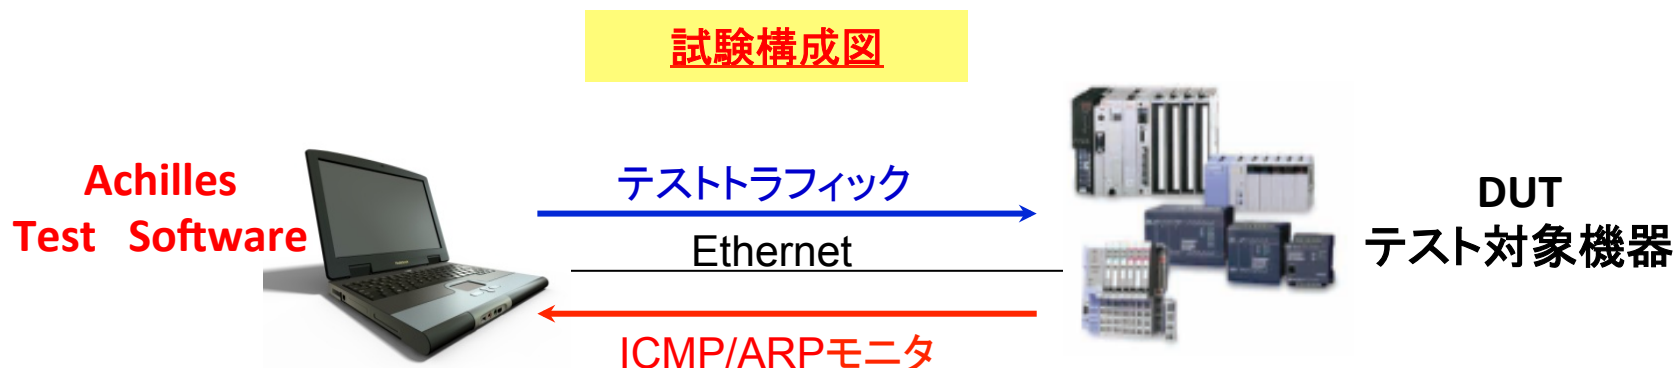 試験構成図
Achilles
Test Software
テストトラフィック
Ethernet
ICMP/ARPモニタ
DUT
テスト対象機器